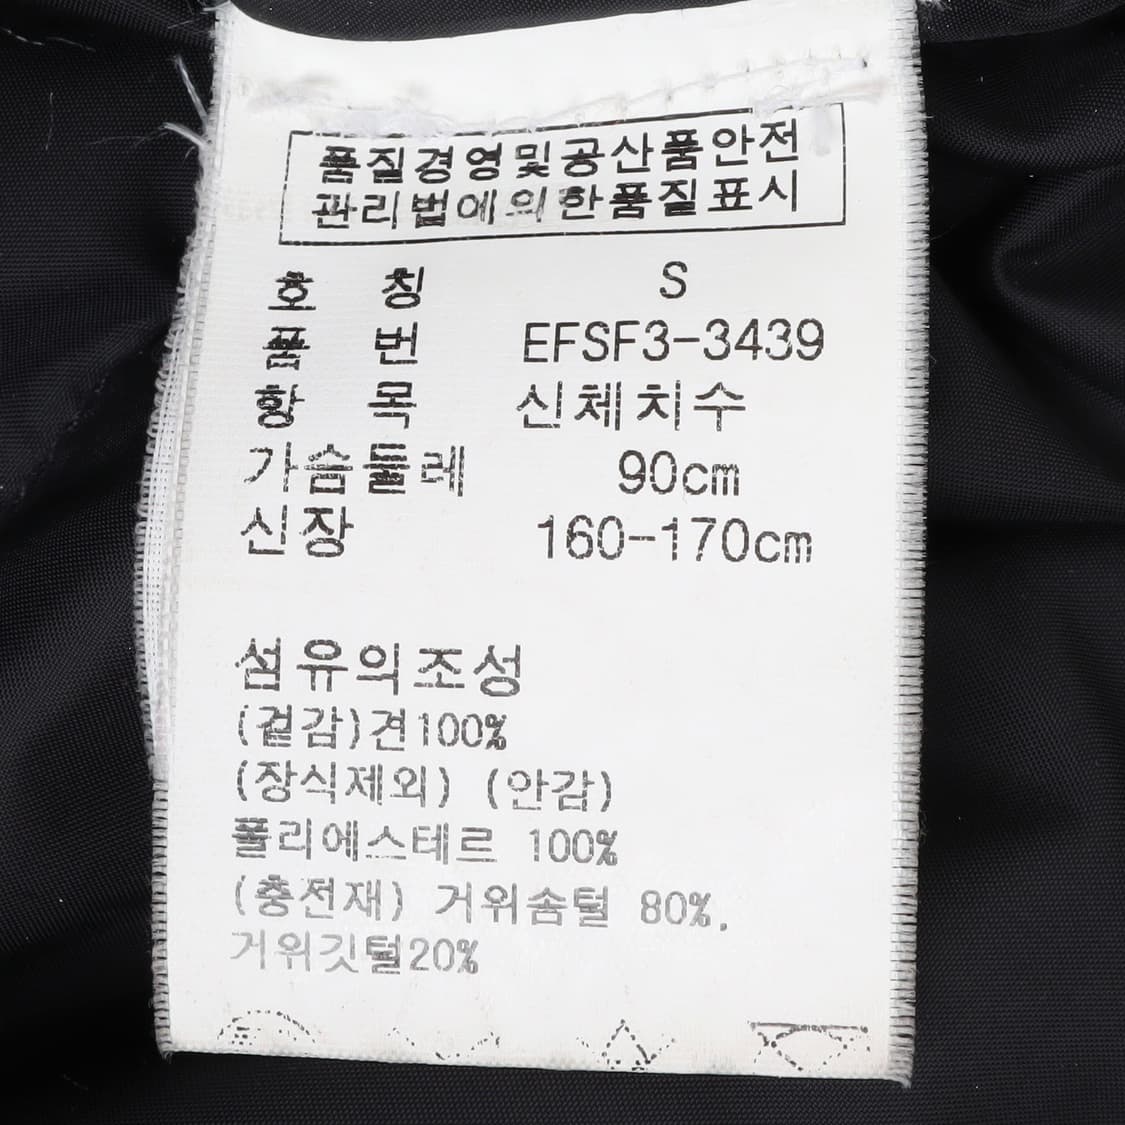 품질경영및공산품안전
관리법에의한품질표시
호 칭 S
품 번 EFSF3-3439
항 목 신체치수
가슴둘레 90cm
신장 160-170cm
섬유의조성
(겉감)견100%
(장식제외) (안감)
폴리에스테르 100%
(충전재) 거위솜털 80%,
거위깃털20%